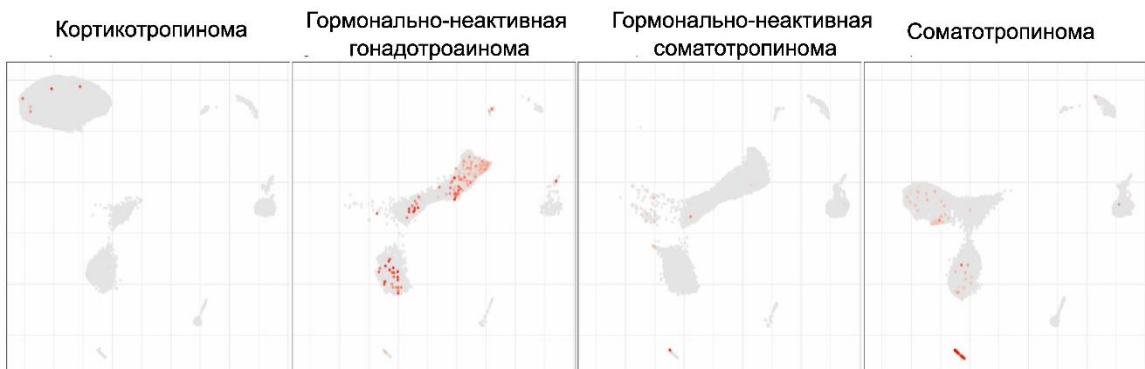 Кортикотропинома
Гормонально-неактивная
гонадотроаинома
Гормонально-неактивная
соматотропинома
Соматотропинома